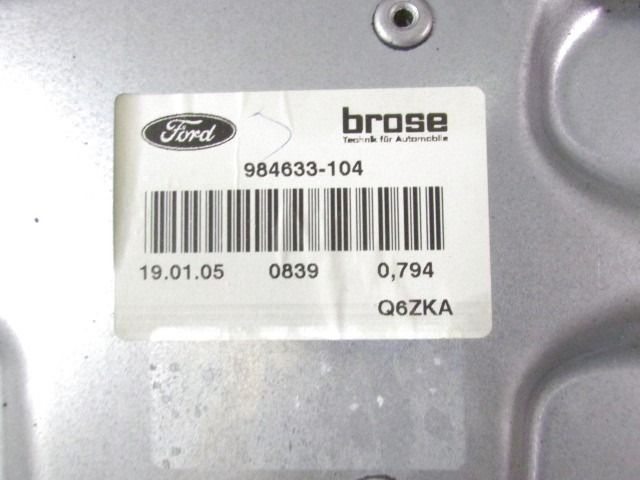 Ford
brose
Technik für Automobile
984633-104
19.01.05 0839 0,794
Q6ZKA